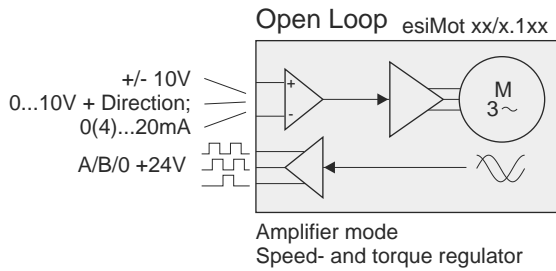 Open Loop esiMot xx/x.1xx
+/- 10V
0...10V + Direction;
0(4)...20mA
+
-
M
3~
A/B/0 +24V
Amplifier mode
Speed- and torque regulator